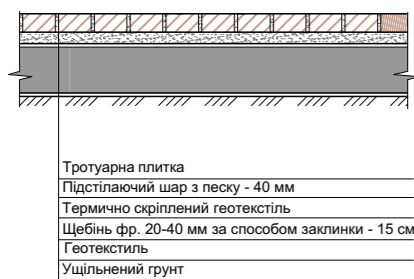 Тротуарна плитка
Підстілаючий шар з песку - 40 мм
Термично скріплений геотекстіль
Щебінь фр. 20-40 мм за способом заклинки - 15 см
Геотекстиль
Ущільнений грунт